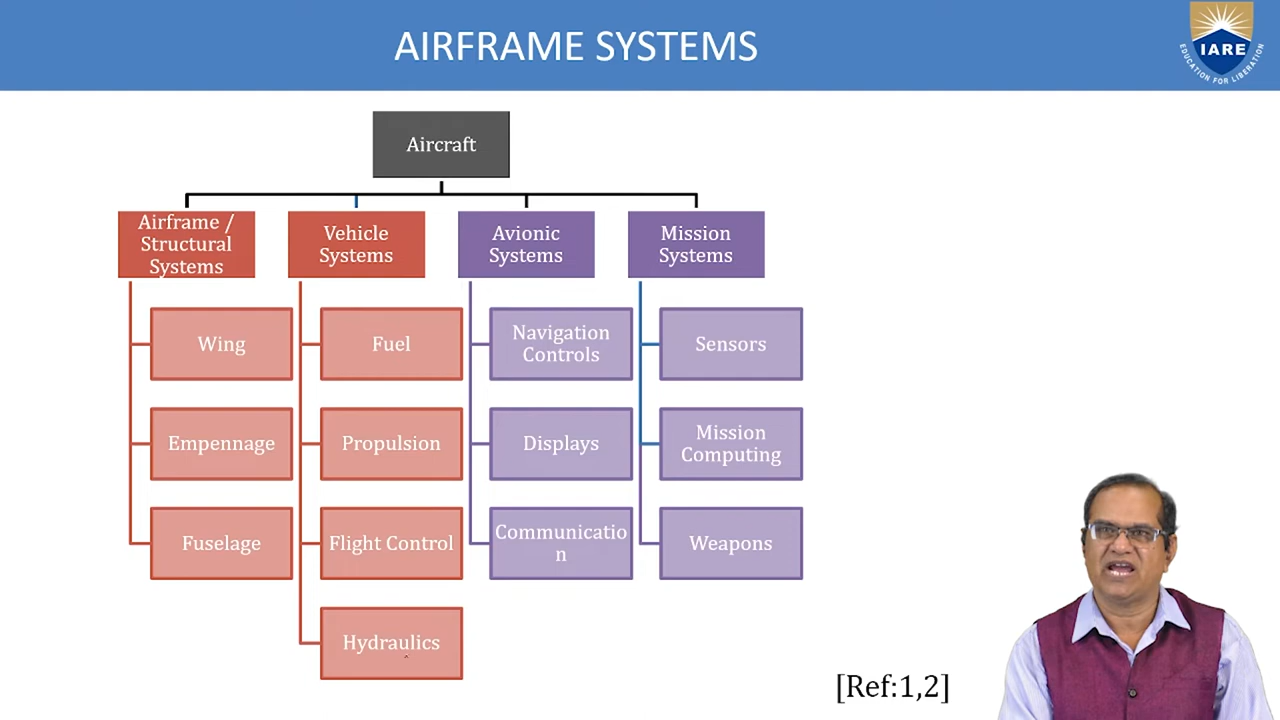 AIRFRAME SYSTEMS
IARE
EDUCATION FOR LIBERATION
Aircraft
Airframe /
Structural
Systems
Vehicle
Systems
Avionic
Systems
Mission
Systems
Wing
Fuel
Navigation
Controls
Sensors
Empennage
Propulsion
Displays
Mission
Computing
Fuselage
Flight Control
Communicatio
n
Weapons
Hydraulics
[Ref:1,2]